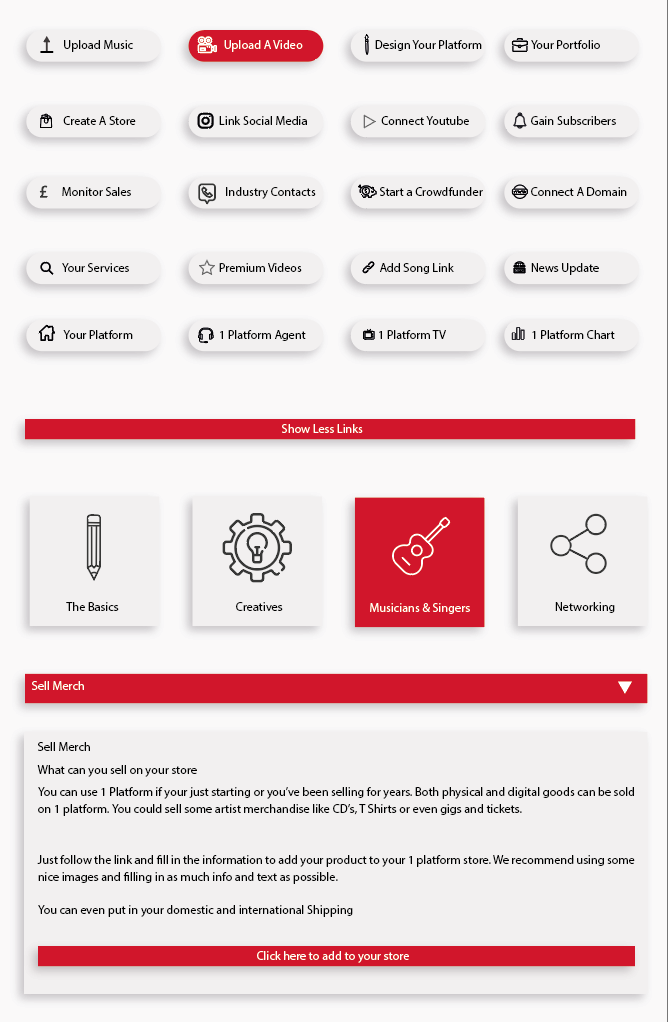 Upload Music
Upload A Video
Design Your Platform
Your Portfolio
Create A Store
Link Social Media
Connect Youtube
Gain Subscribers
£ Monitor Sales
Industry Contacts
Start a Crowdfunder
Connect A Domain
Your Services
Premium Videos
Add Song Link
News Update
Your Platform
1 Platform Agent
1 Platform TV
1 Platform Chart
Show Less Links
The Basics
Creatives
Musicians & Singers
Networking
Sell Merch
Sell Merch
What can you sell on your store
You can use 1 Platform if your just starting or you've been selling for years. Both physical and digital goods can be sold
on 1 platform. You could sell some artist merchandise like CD's, T Shirts or even gigs and tickets.
Just follow the link and fill in the information to add your product to your 1 platform store. We recommend using some
nice images and filling in as much info and text as possible.
You can even put in your domestic and international Shipping
Click here to add to your store